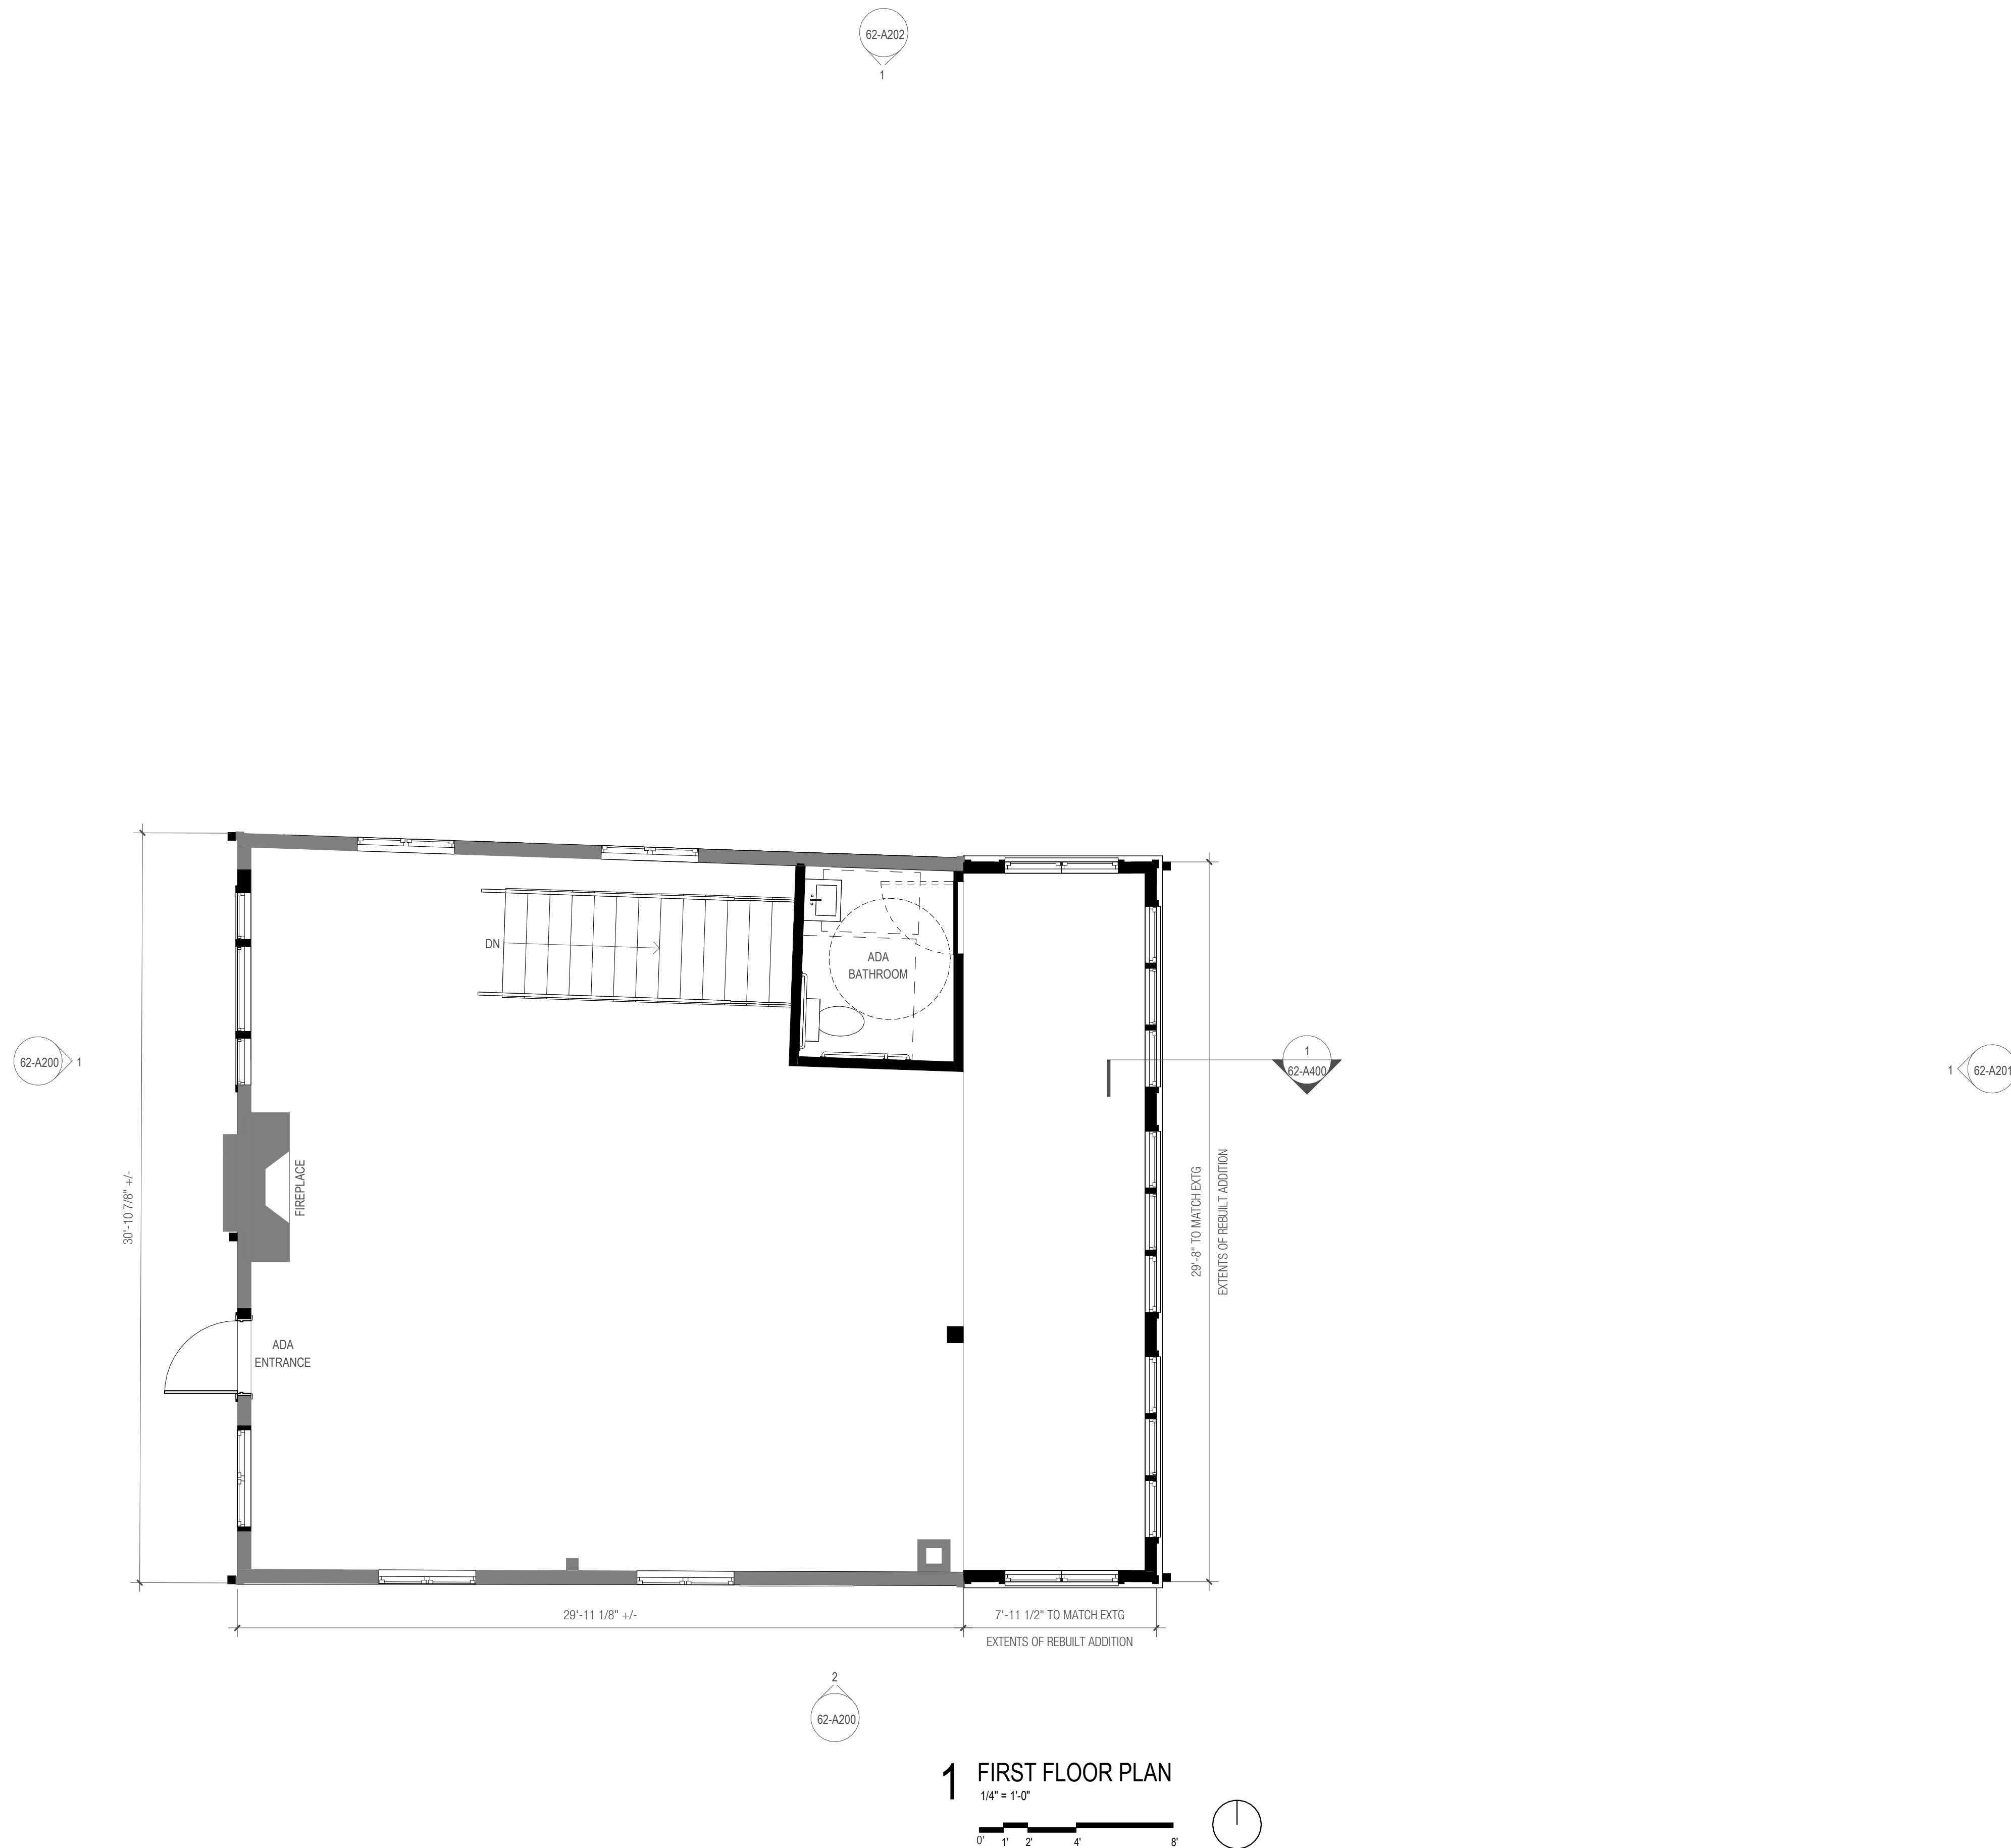 62-A202
1
DN
ADA
BATHROOM
62-A200
1
1
62-A400
1
62-A201
30'-10 7/8" +/-
FIREPLACE
29'-8" TO MATCH EXTG
EXTENTS OF REBUILT ADDITION
ADA
ENTRANCE
29'-11 1/8" +/-
7'-11 1/2" TO MATCH EXTG
EXTENTS OF REBUILT ADDITION
2
62-A200
1 FIRST FLOOR PLAN
1/4" = 1'-0"
0' 1' 2' 4' 8'